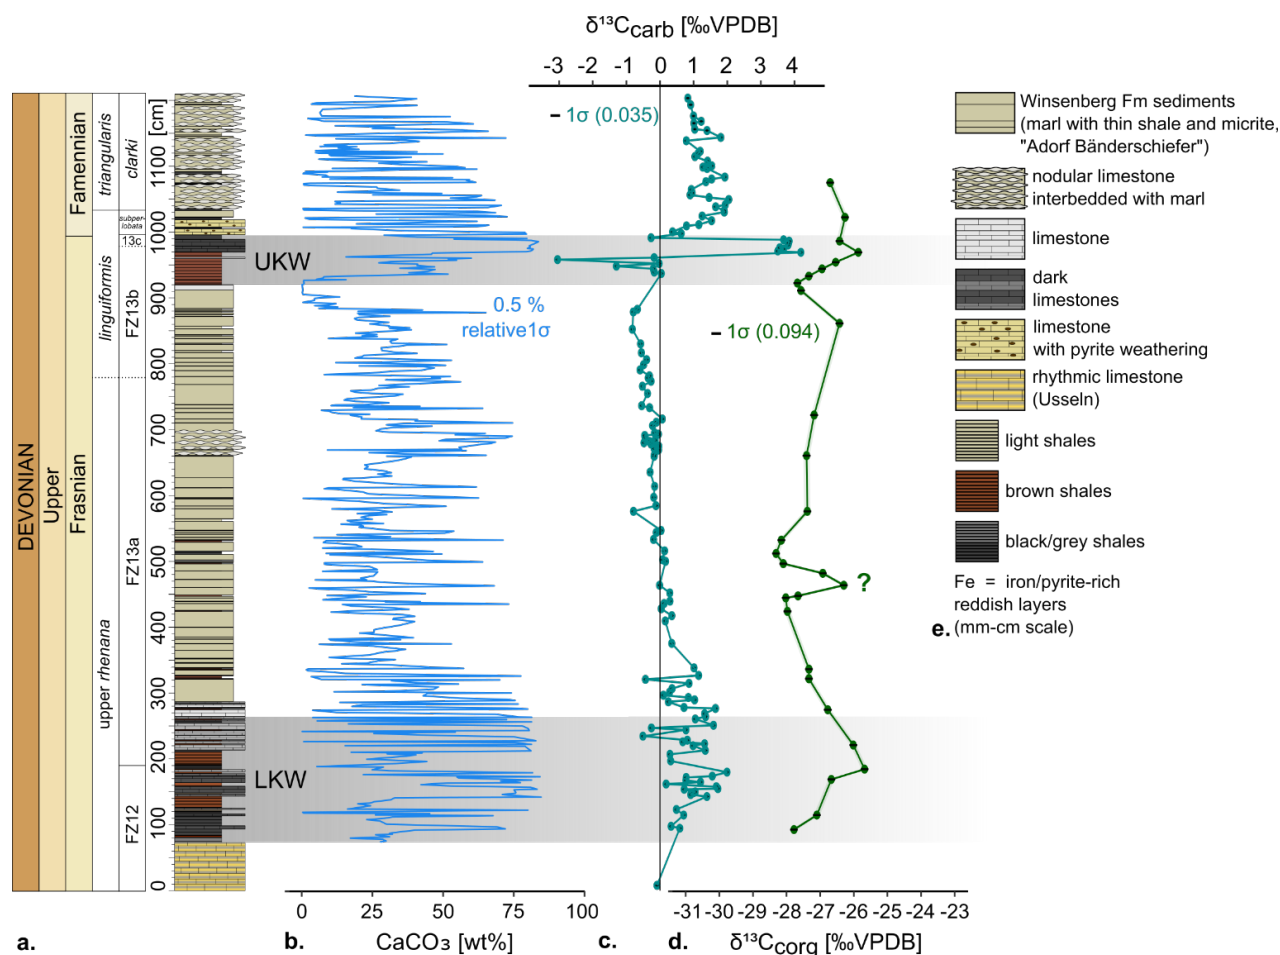 δ¹³Ccarb [‰VPDB]
-3 -2 -1 0 1 2 3 4
DEVONIAN
Upper
Famennian
Frasnian
triangularis
linguiformis
upper rhenana
clarki
subper-
lobata
13c
FZ13b
FZ13a
FZ12
[cm]
1100
1000
900
800
700
600
500
400
300
200
100
0
UKW
LKW
0.5 %
relative1σ
- 1σ (0.035)
- 1σ (0.094)
?
Winsenberg Fm sediments
(marl with thin shale and micrite,
"Adorf Bänderschiefer")
nodular limestone
interbedded with marl
limestone
dark
limestones
limestone
with pyrite weathering
rhythmic limestone
(Usseln)
light shales
brown shales
black/grey shales
Fe = iron/pyrite-rich
reddish layers
(mm-cm scale)
e.
0 25 50 75 100
-31 -30 -29 -28 -27 -26 -25 -24 -23
a.
b.
CaCO₃ [wt%]
c.
d.
δ¹³Ccorg [‰VPDB]